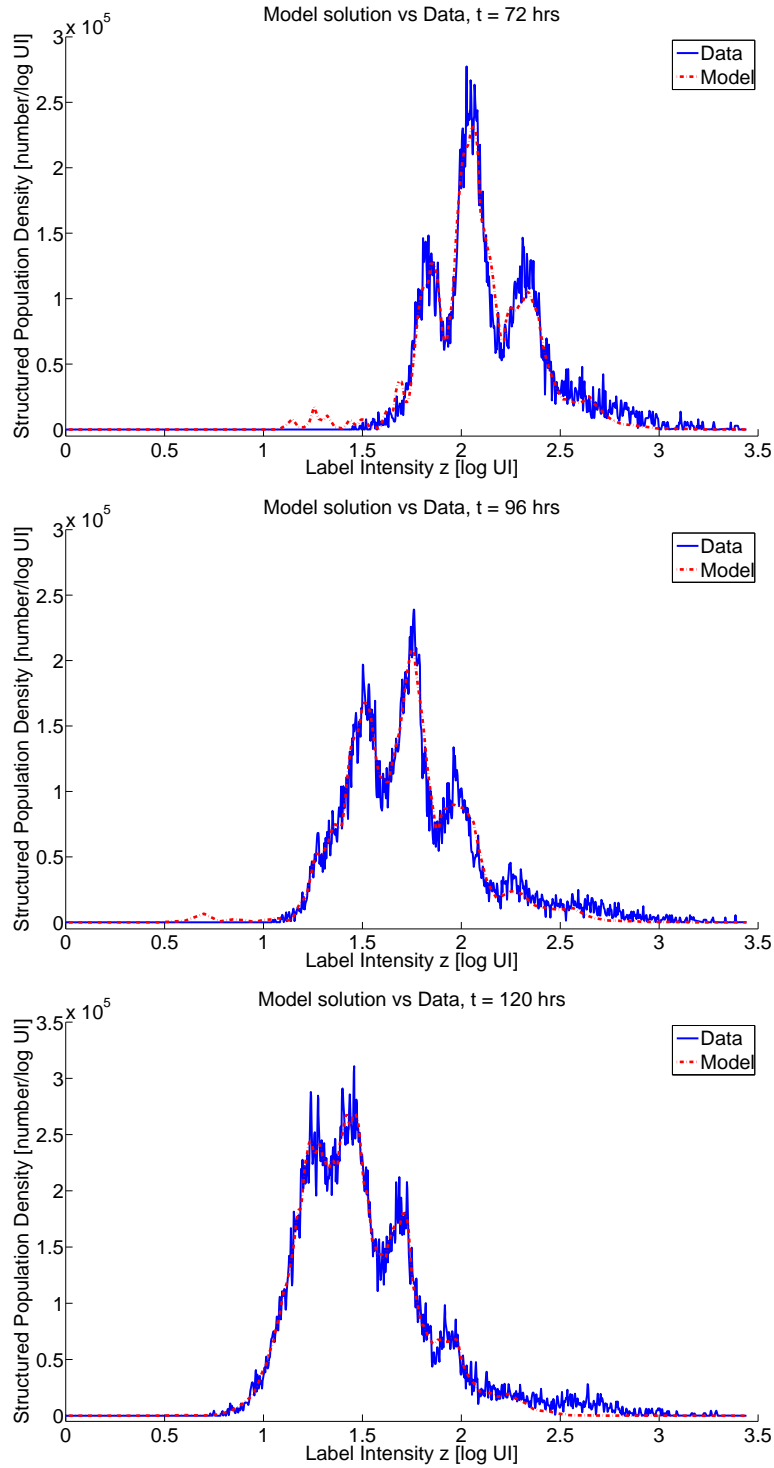 Model solution vs Data, t = 72 hrs
x 10^5
Structured Population Density [number/log UI]
3
2.5
2
1.5
1
0.5
0
Data
Model
0 0.5 1 1.5 2 2.5 3 3.5
Label Intensity z [log UI]
Model solution vs Data, t = 96 hrs
x 10^5
Structured Population Density [number/log UI]
3
2.5
2
1.5
1
0.5
0
Data
Model
0 0.5 1 1.5 2 2.5 3 3.5
Label Intensity z [log UI]
Model solution vs Data, t = 120 hrs
x 10^5
Structured Population Density [number/log UI]
3.5
3
2.5
2
1.5
1
0.5
0
Data
Model
0 0.5 1 1.5 2 2.5 3 3.5
Label Intensity z [log UI]